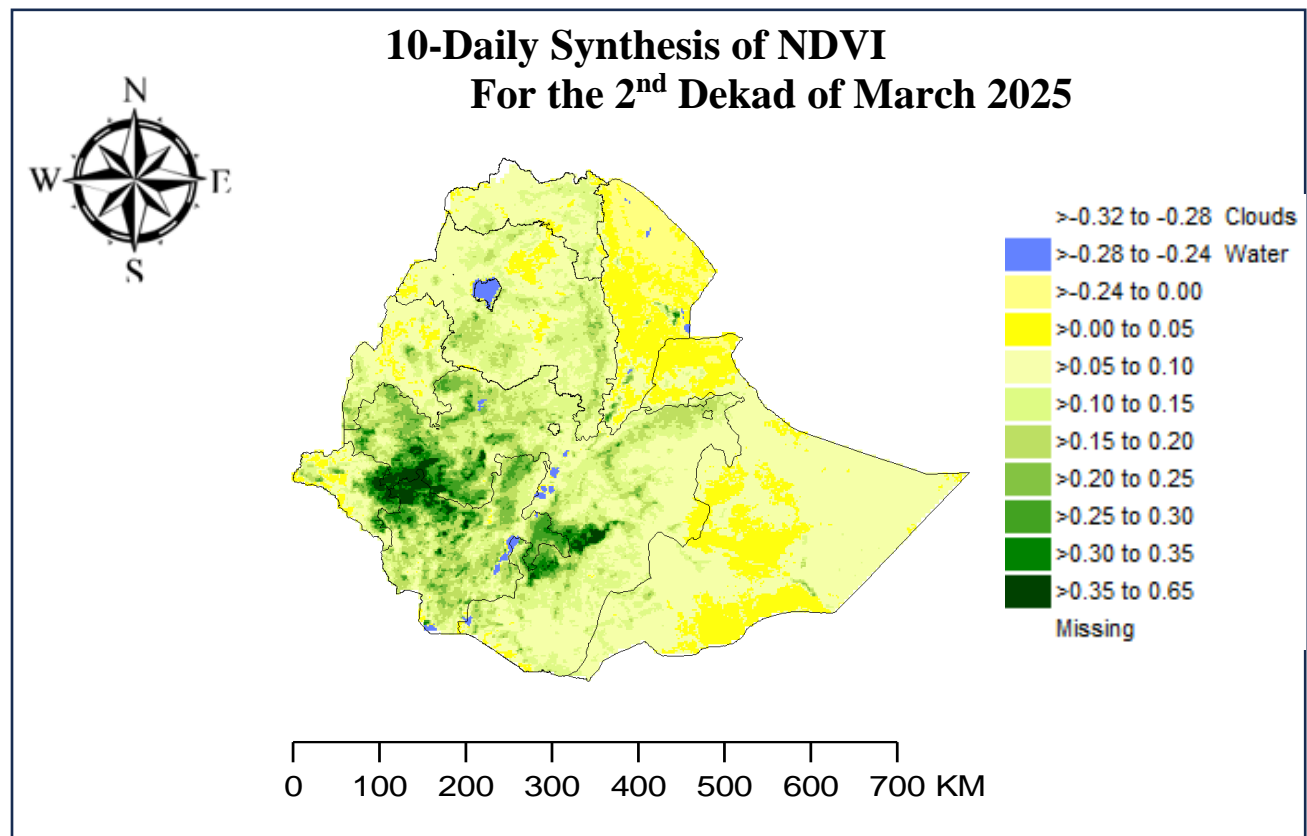 10-Daily Synthesis of NDVI
For the 2nd Dekad of March 2025
N
W
E
S
>-0.32 to -0.28 Clouds
>-0.28 to -0.24 Water
>-0.24 to 0.00
>0.00 to 0.05
>0.05 to 0.10
>0.10 to 0.15
>0.15 to 0.20
>0.20 to 0.25
>0.25 to 0.30
>0.30 to 0.35
>0.35 to 0.65
Missing
0 100 200 300 400 500 600 700 KM